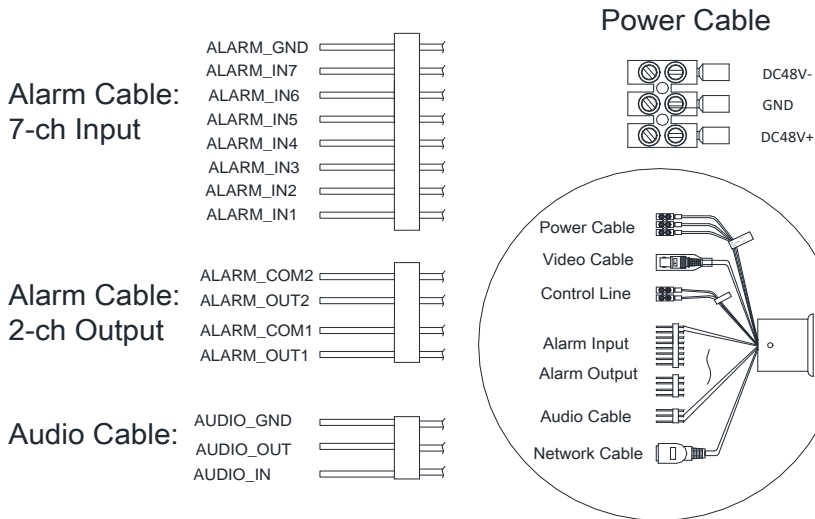 Power Cable
DC48V-
GND
DC48V+
Alarm Cable:
7-ch Input
ALARM_GND
ALARM_IN7
ALARM_IN6
ALARM_IN5
ALARM_IN4
ALARM_IN3
ALARM_IN2
ALARM_IN1
Alarm Cable:
2-ch Output
ALARM_COM2
ALARM_OUT2
ALARM_COM1
ALARM_OUT1
Audio Cable:
AUDIO_GND
AUDIO_OUT
AUDIO_IN
Power Cable
Video Cable
Control Line
Alarm Input
Alarm Output
Audio Cable
Network Cable